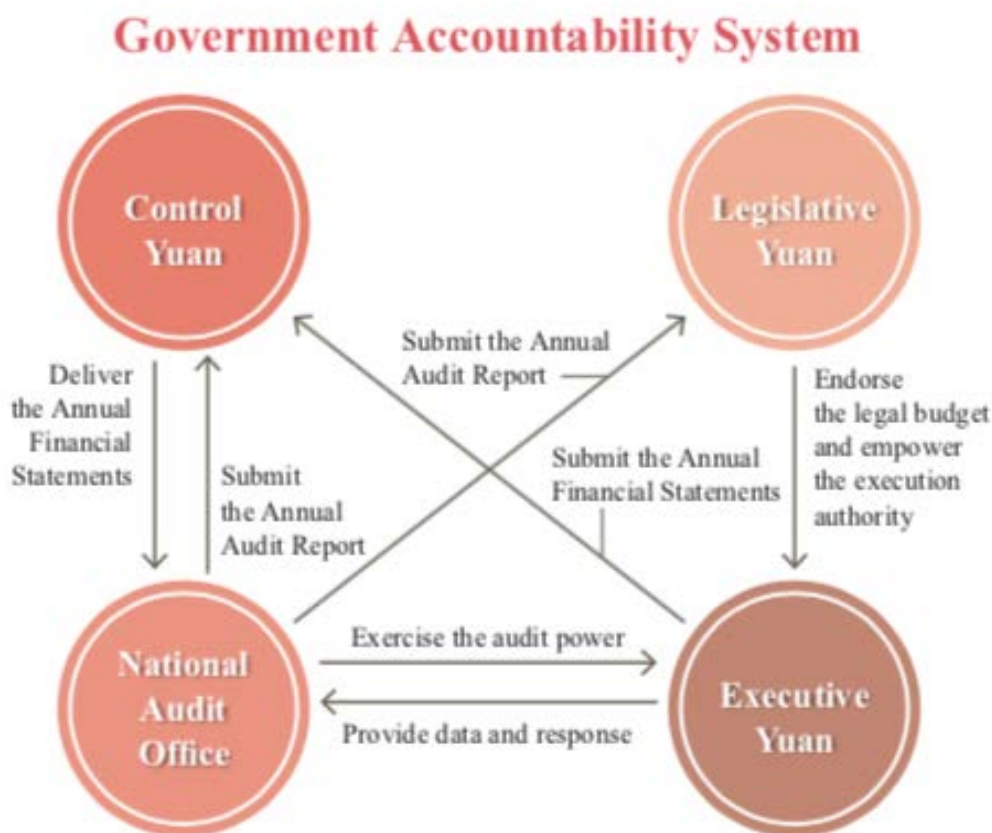 Government Accountability System
Control
Yuan
Legislative
Yuan
Submit the Annual
Audit Report
Deliver
the Annual
Financial
Statements
Endorse
the legal budget
and empower
the execution
authority
Submit
the Annual
Audit Report
Submit the Annual
Financial Statements
Exercise the audit power
National
Audit
Office
Executive
Yuan
Provide data and response